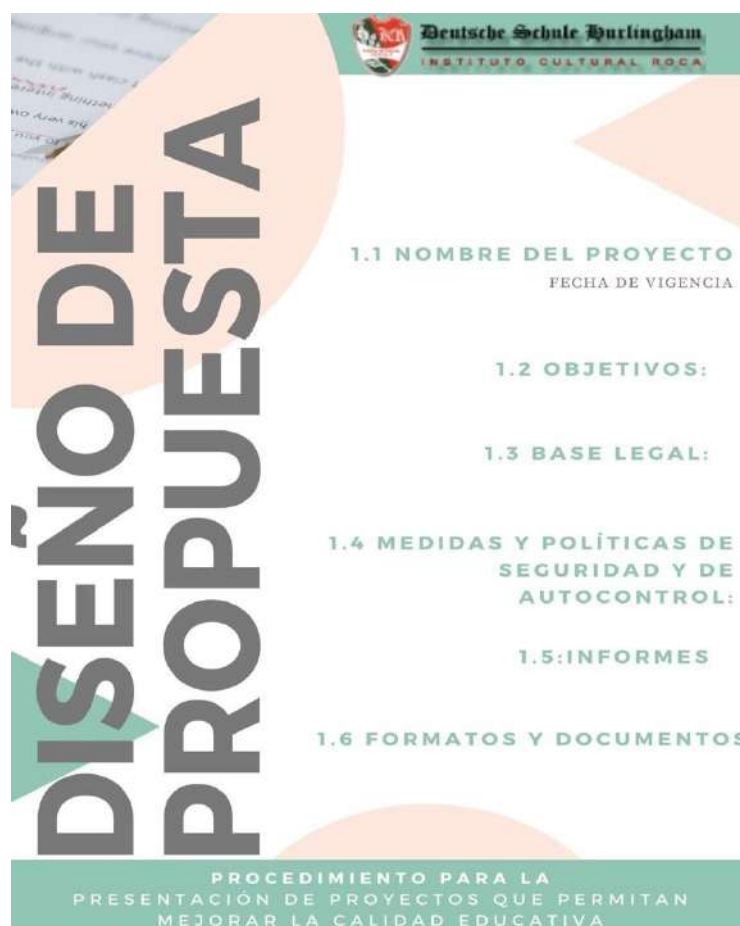 Deutsche Schule Hurlingham
INSTITUTO CULTURAL ROCA
DISEÑO DE
PROPUESTA
1.1 NOMBRE DEL PROYECTO
FECHA DE VIGENCIA
1.2 OBJETIVOS:
1.3 BASE LEGAL:
1.4 MEDIDAS Y POLÍTICAS DE
SEGURIDAD Y DE
AUTOCONTROL:
1.5:INFORMES
1.6 FORMATOS Y DOCUMENTOS
PROCEDIMIENTO PARA LA
PRESENTACIÓN DE PROYECTOS QUE PERMITAN
MEJORAR LA CALIDAD EDUCATIVA